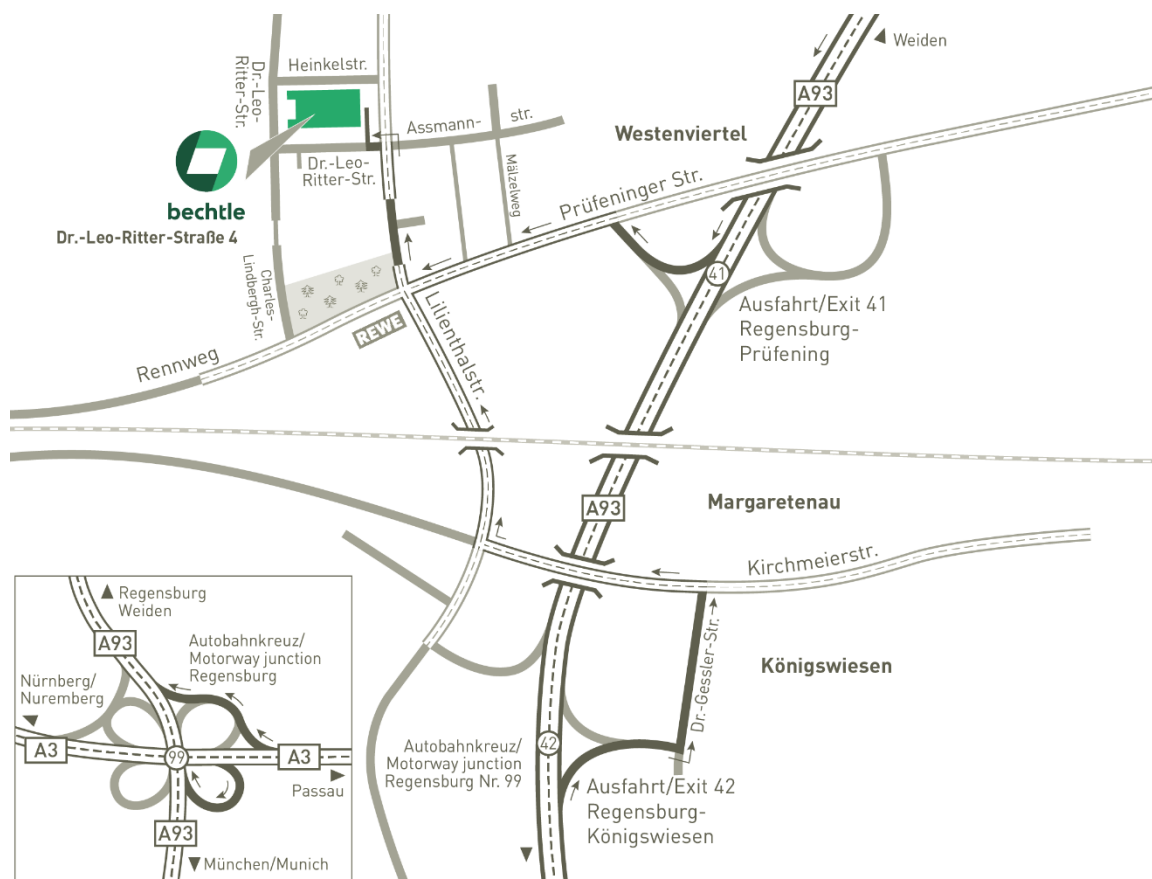 Weiden
Dr.-Leo-
Ritter-Str.
Heinkelstr.
A93
Assmann-
str.
Westenviertel
Dr.-Leo-
Ritter-Str.
Mälzelweg
Prüfeninger Str.
bechtle
Dr.-Leo-Ritter-Straße 4
41
Charles-
Lindbergh-Str.
Ausfahrt/Exit 41
Regensburg-
Prüfening
REWE
Lilienthalstr.
Rennweg
Margaretenau
A93
Kirchmeierstr.
Königswiesen
Dr.-Gessler-Str.
42
Autobahnkreuz/
Motorway junction
Regensburg Nr. 99
Ausfahrt/Exit 42
Regensburg-
Königswiesen
Regensburg
Weiden
A93
Autobahnkreuz/
Motorway junction
Regensburg
Nürnberg/
Nuremberg
A3
99
A3
Passau
A93
München/Munich